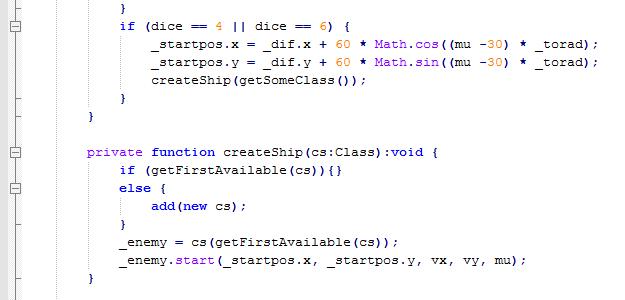 }
if (dice == 4 || dice == 6) {
_startpos.x = _dif.x + 60 * Math.cos((mu -30) * _torad);
_startpos.y = _dif.y + 60 * Math.sin((mu -30) * _torad);
createShip(getSomeClass());
}
}
private function createShip(cs:Class):void {
if (getFirstAvailable(cs)){}
else {
add(new cs);
}
_enemy = cs(getFirstAvailable(cs));
_enemy.start(_startpos.x, _startpos.y, vx, vy, mu);
}